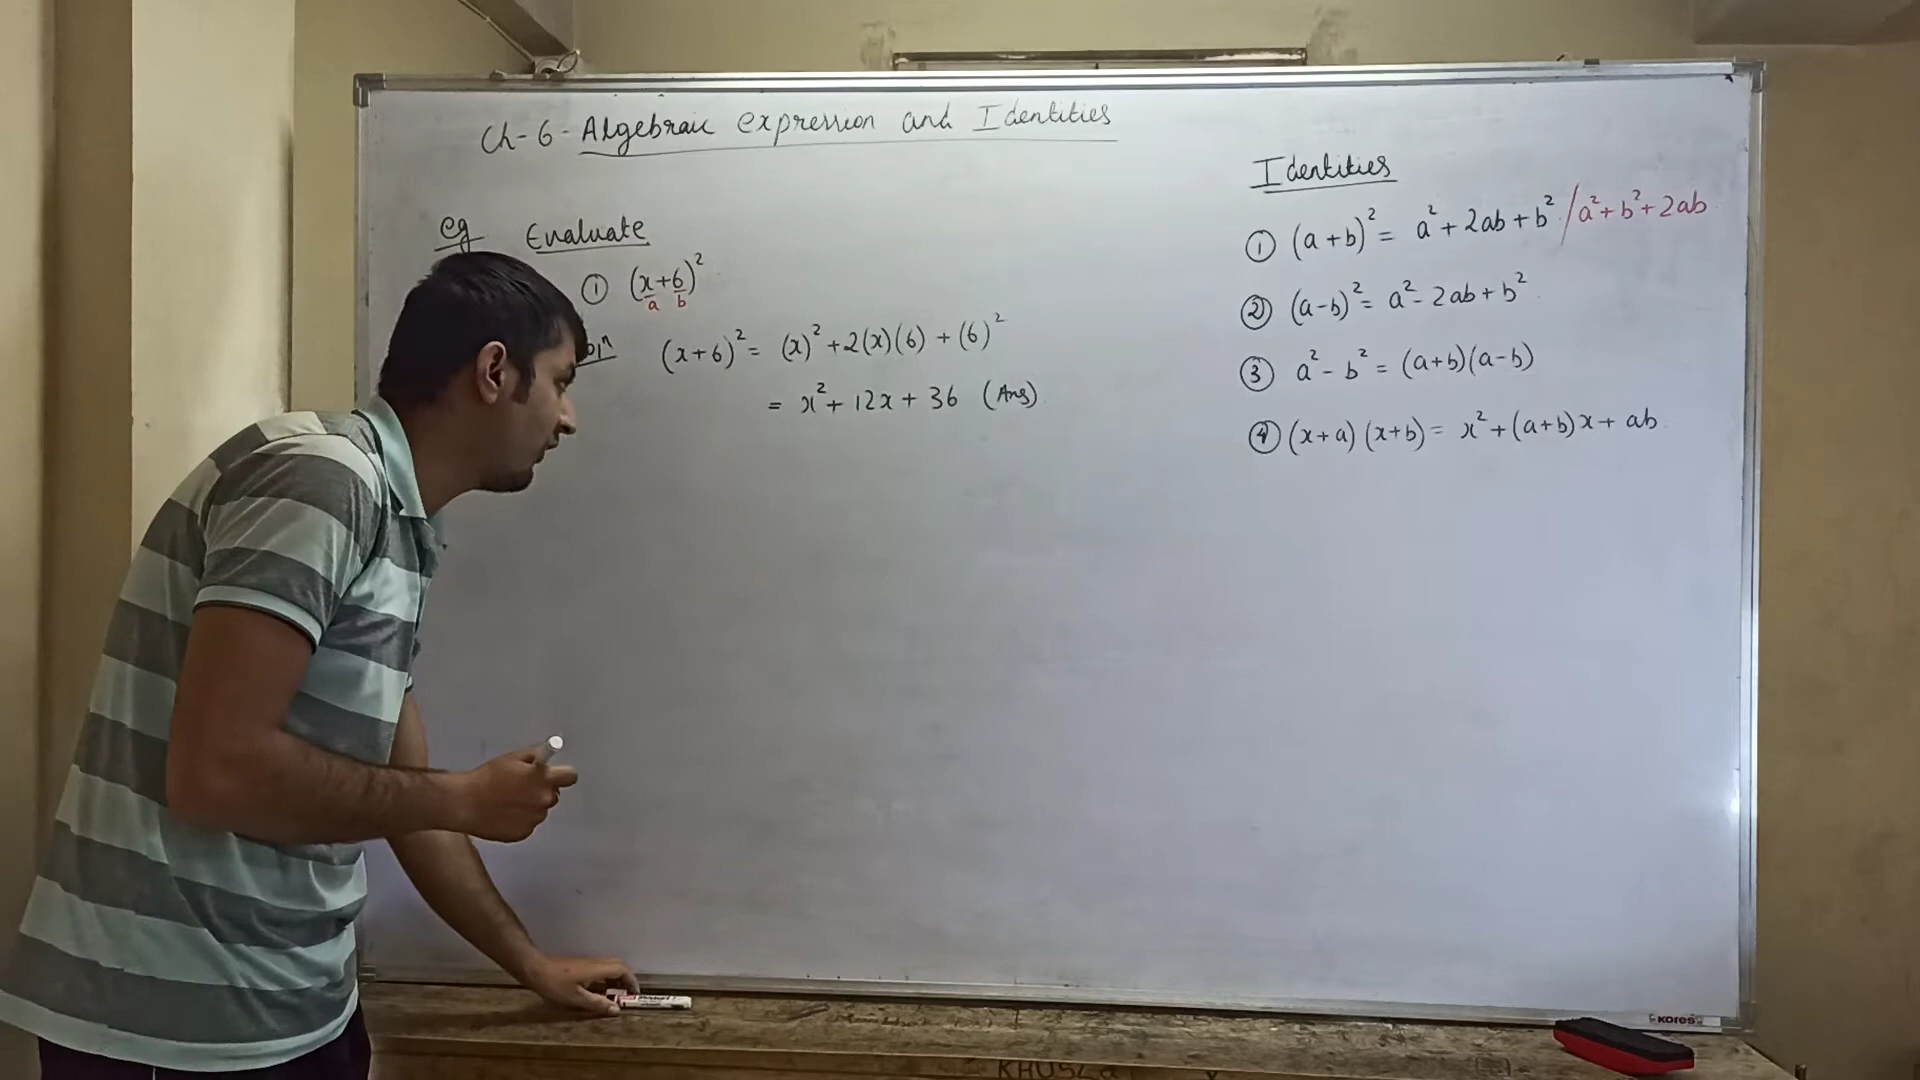 Ch-6- Algebraic expression and Identities
eg Evaluate
① (x+6)²
a b
(x+6)² = (x)² + 2(x)(6) + (6)²
= x² + 12x + 36 (Ans)
Identities
① (a+b)² = a² + 2ab + b² / a² + b² + 2ab
② (a-b)² = a² - 2ab + b²
③ a² - b² = (a+b)(a-b)
④ (x+a)(x+b) = x² + (a+b)x + ab
Kores